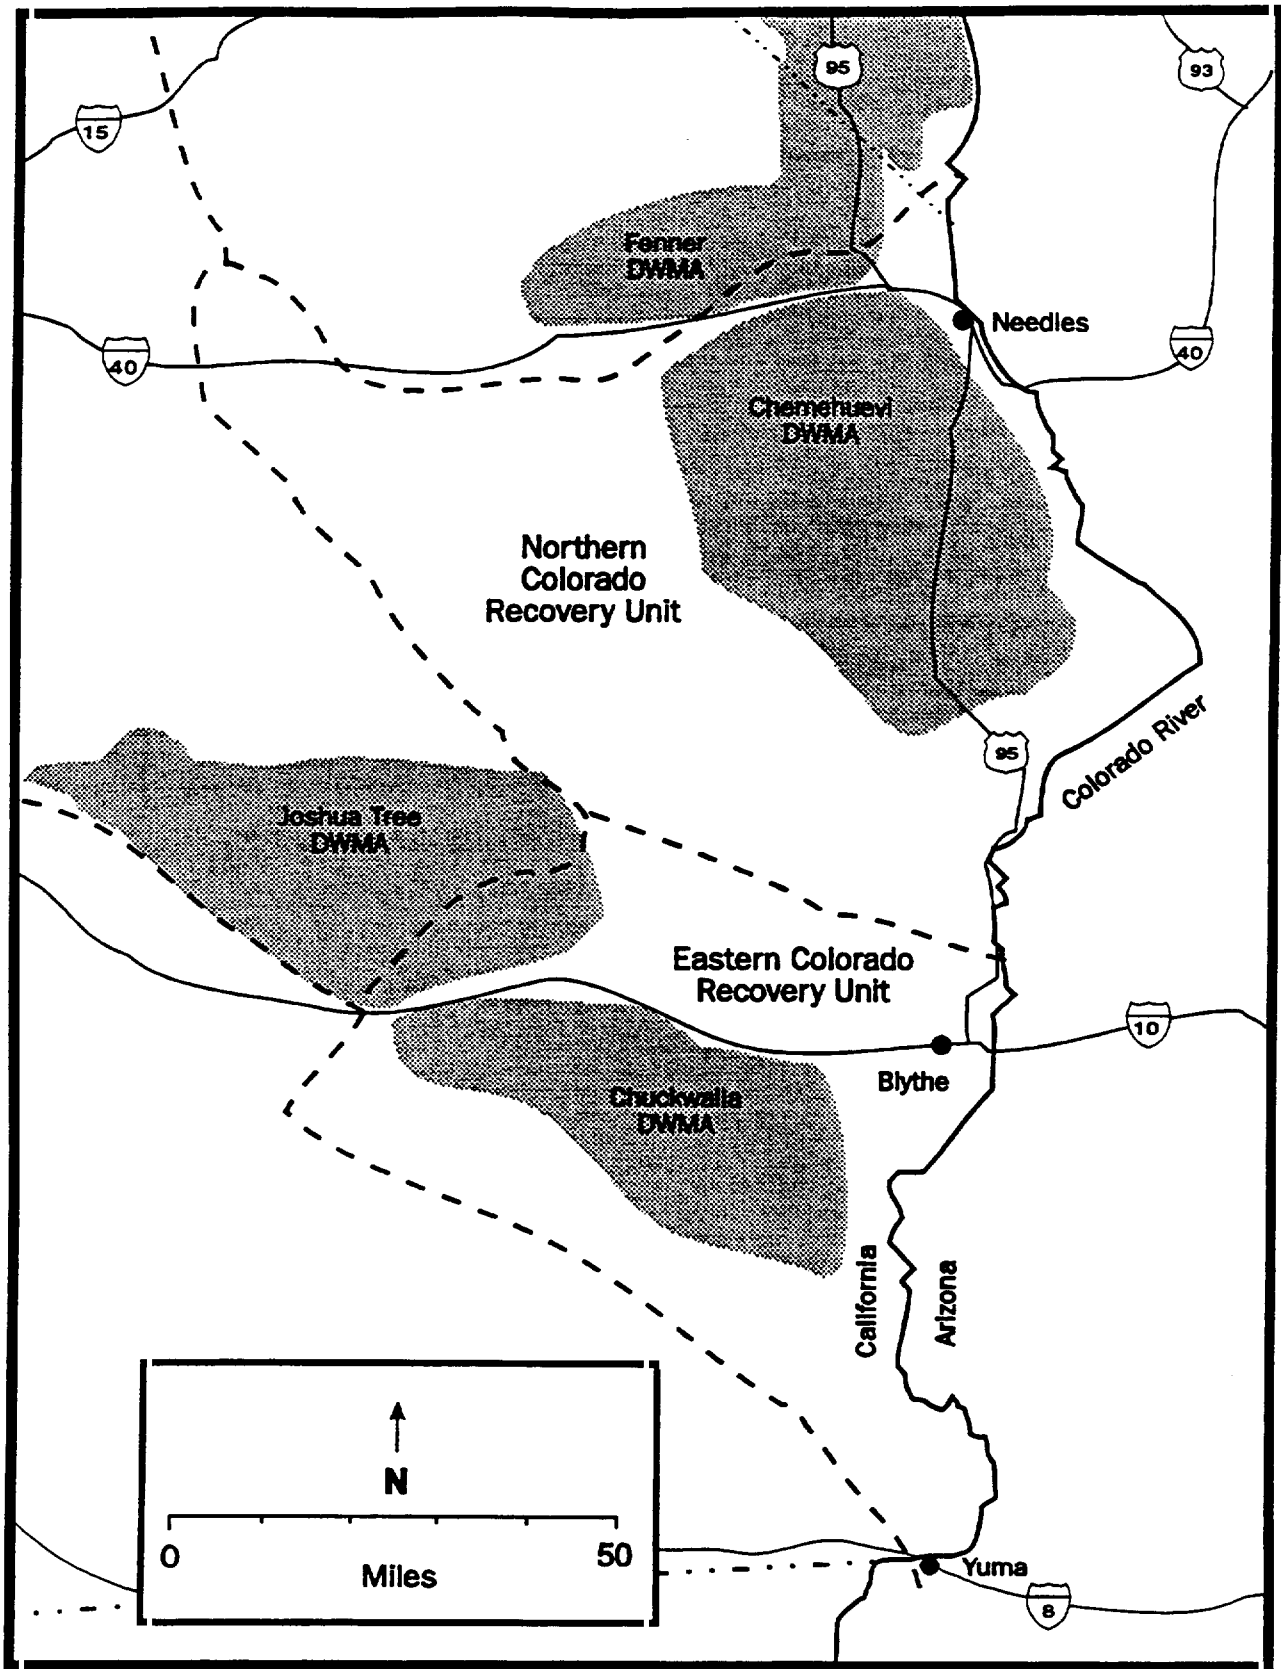 95
93
15
Fenner
DWMA
Needles
40
40
Chemehuevi
DWMA
Northern
Colorado
Recovery Unit
95
Colorado River
Joshua Tree
DWMA
Eastern Colorado
Recovery Unit
10
Blythe
Chuckwalla
DWMA
California
Arizona
N
0
50
Miles
Yuma
8